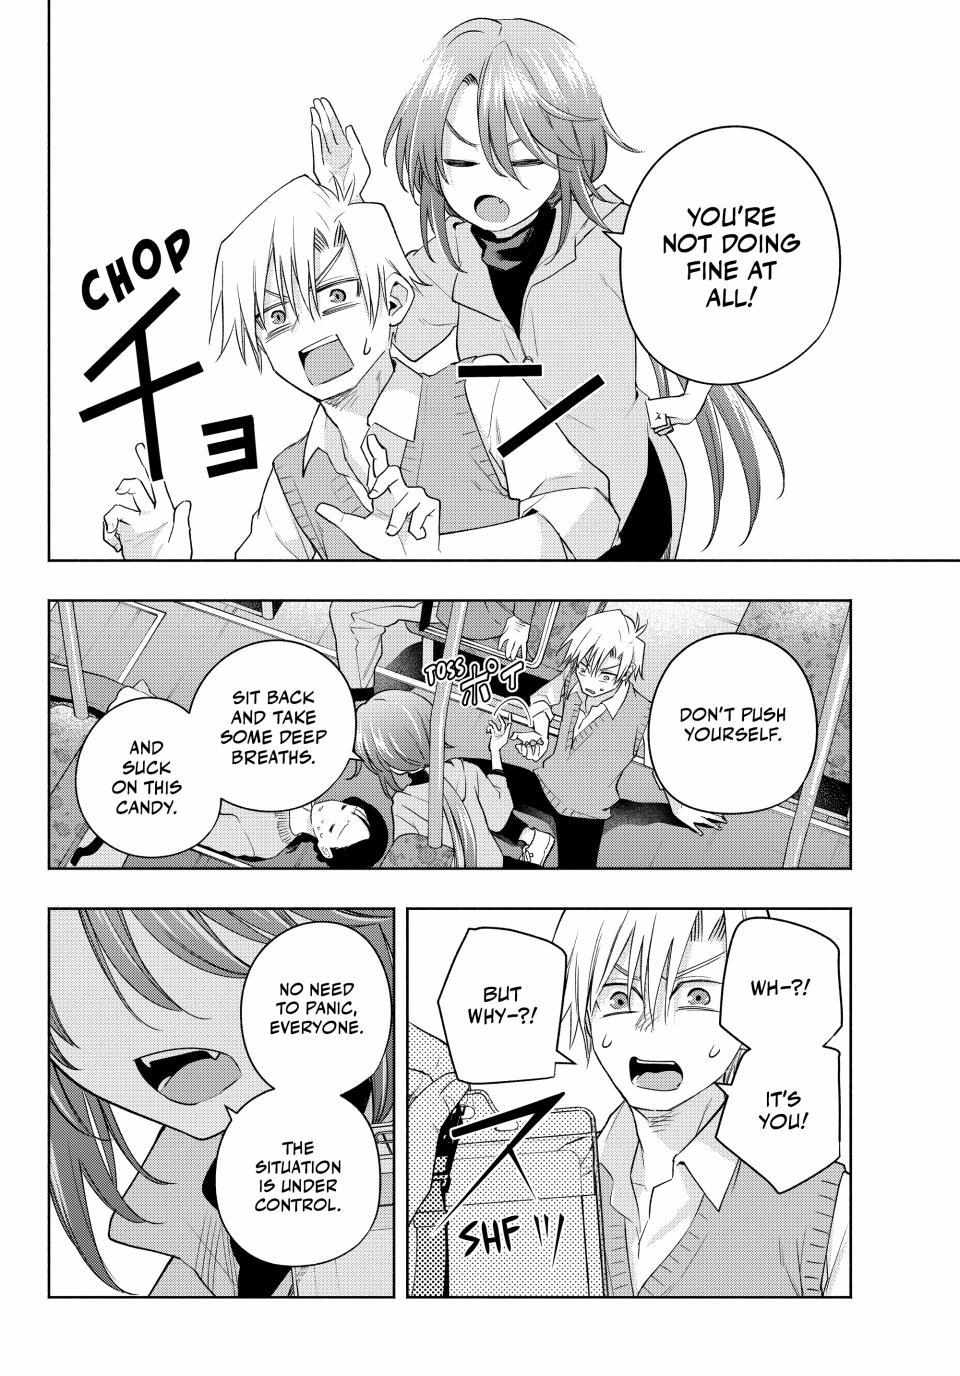 YOU'RE
NOT DOING
FINE AT
ALL!
CHOP
チョーノ
DON'T PUSH
YOURSELF.
TOSS
ポイ
SIT BACK
AND TAKE
SOME DEEP
BREATHS.
AND
SUCK
ON THIS
CANDY.
WH-?!
IT'S
YOU!
BUT
WHY-?!
SHF
NO NEED
TO PANIC,
EVERYONE.
THE
SITUATION
IS UNDER
CONTROL.